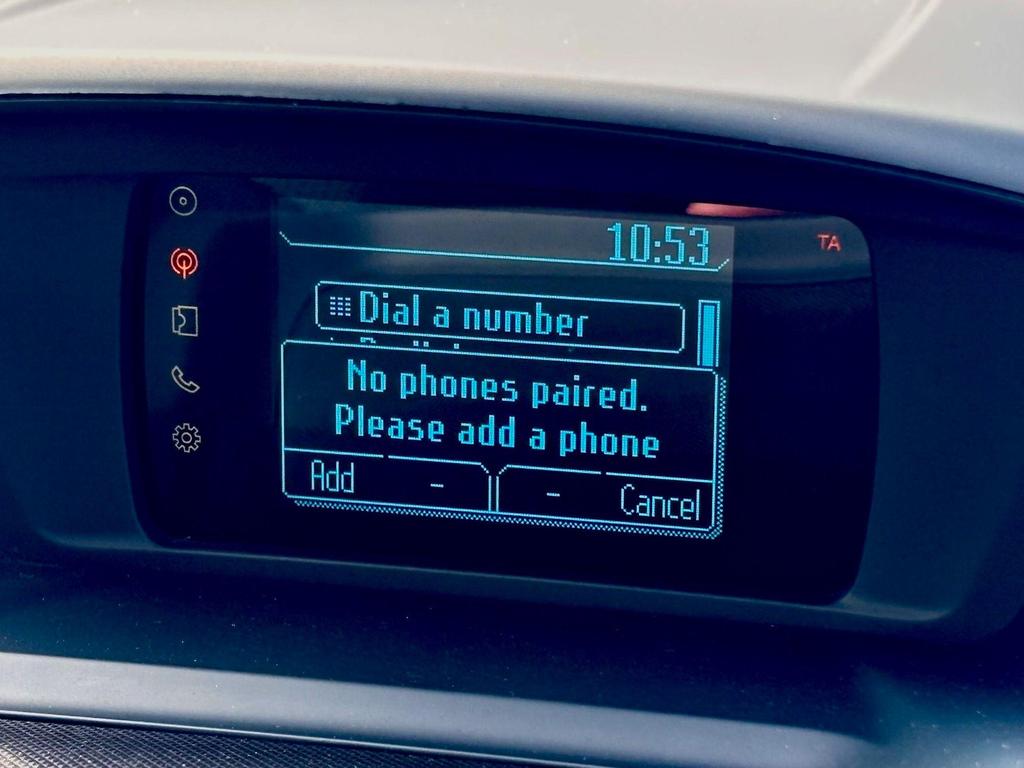 10:53
TA
Dial a number
No phones paired.
Please add a phone
Add - - Cancel